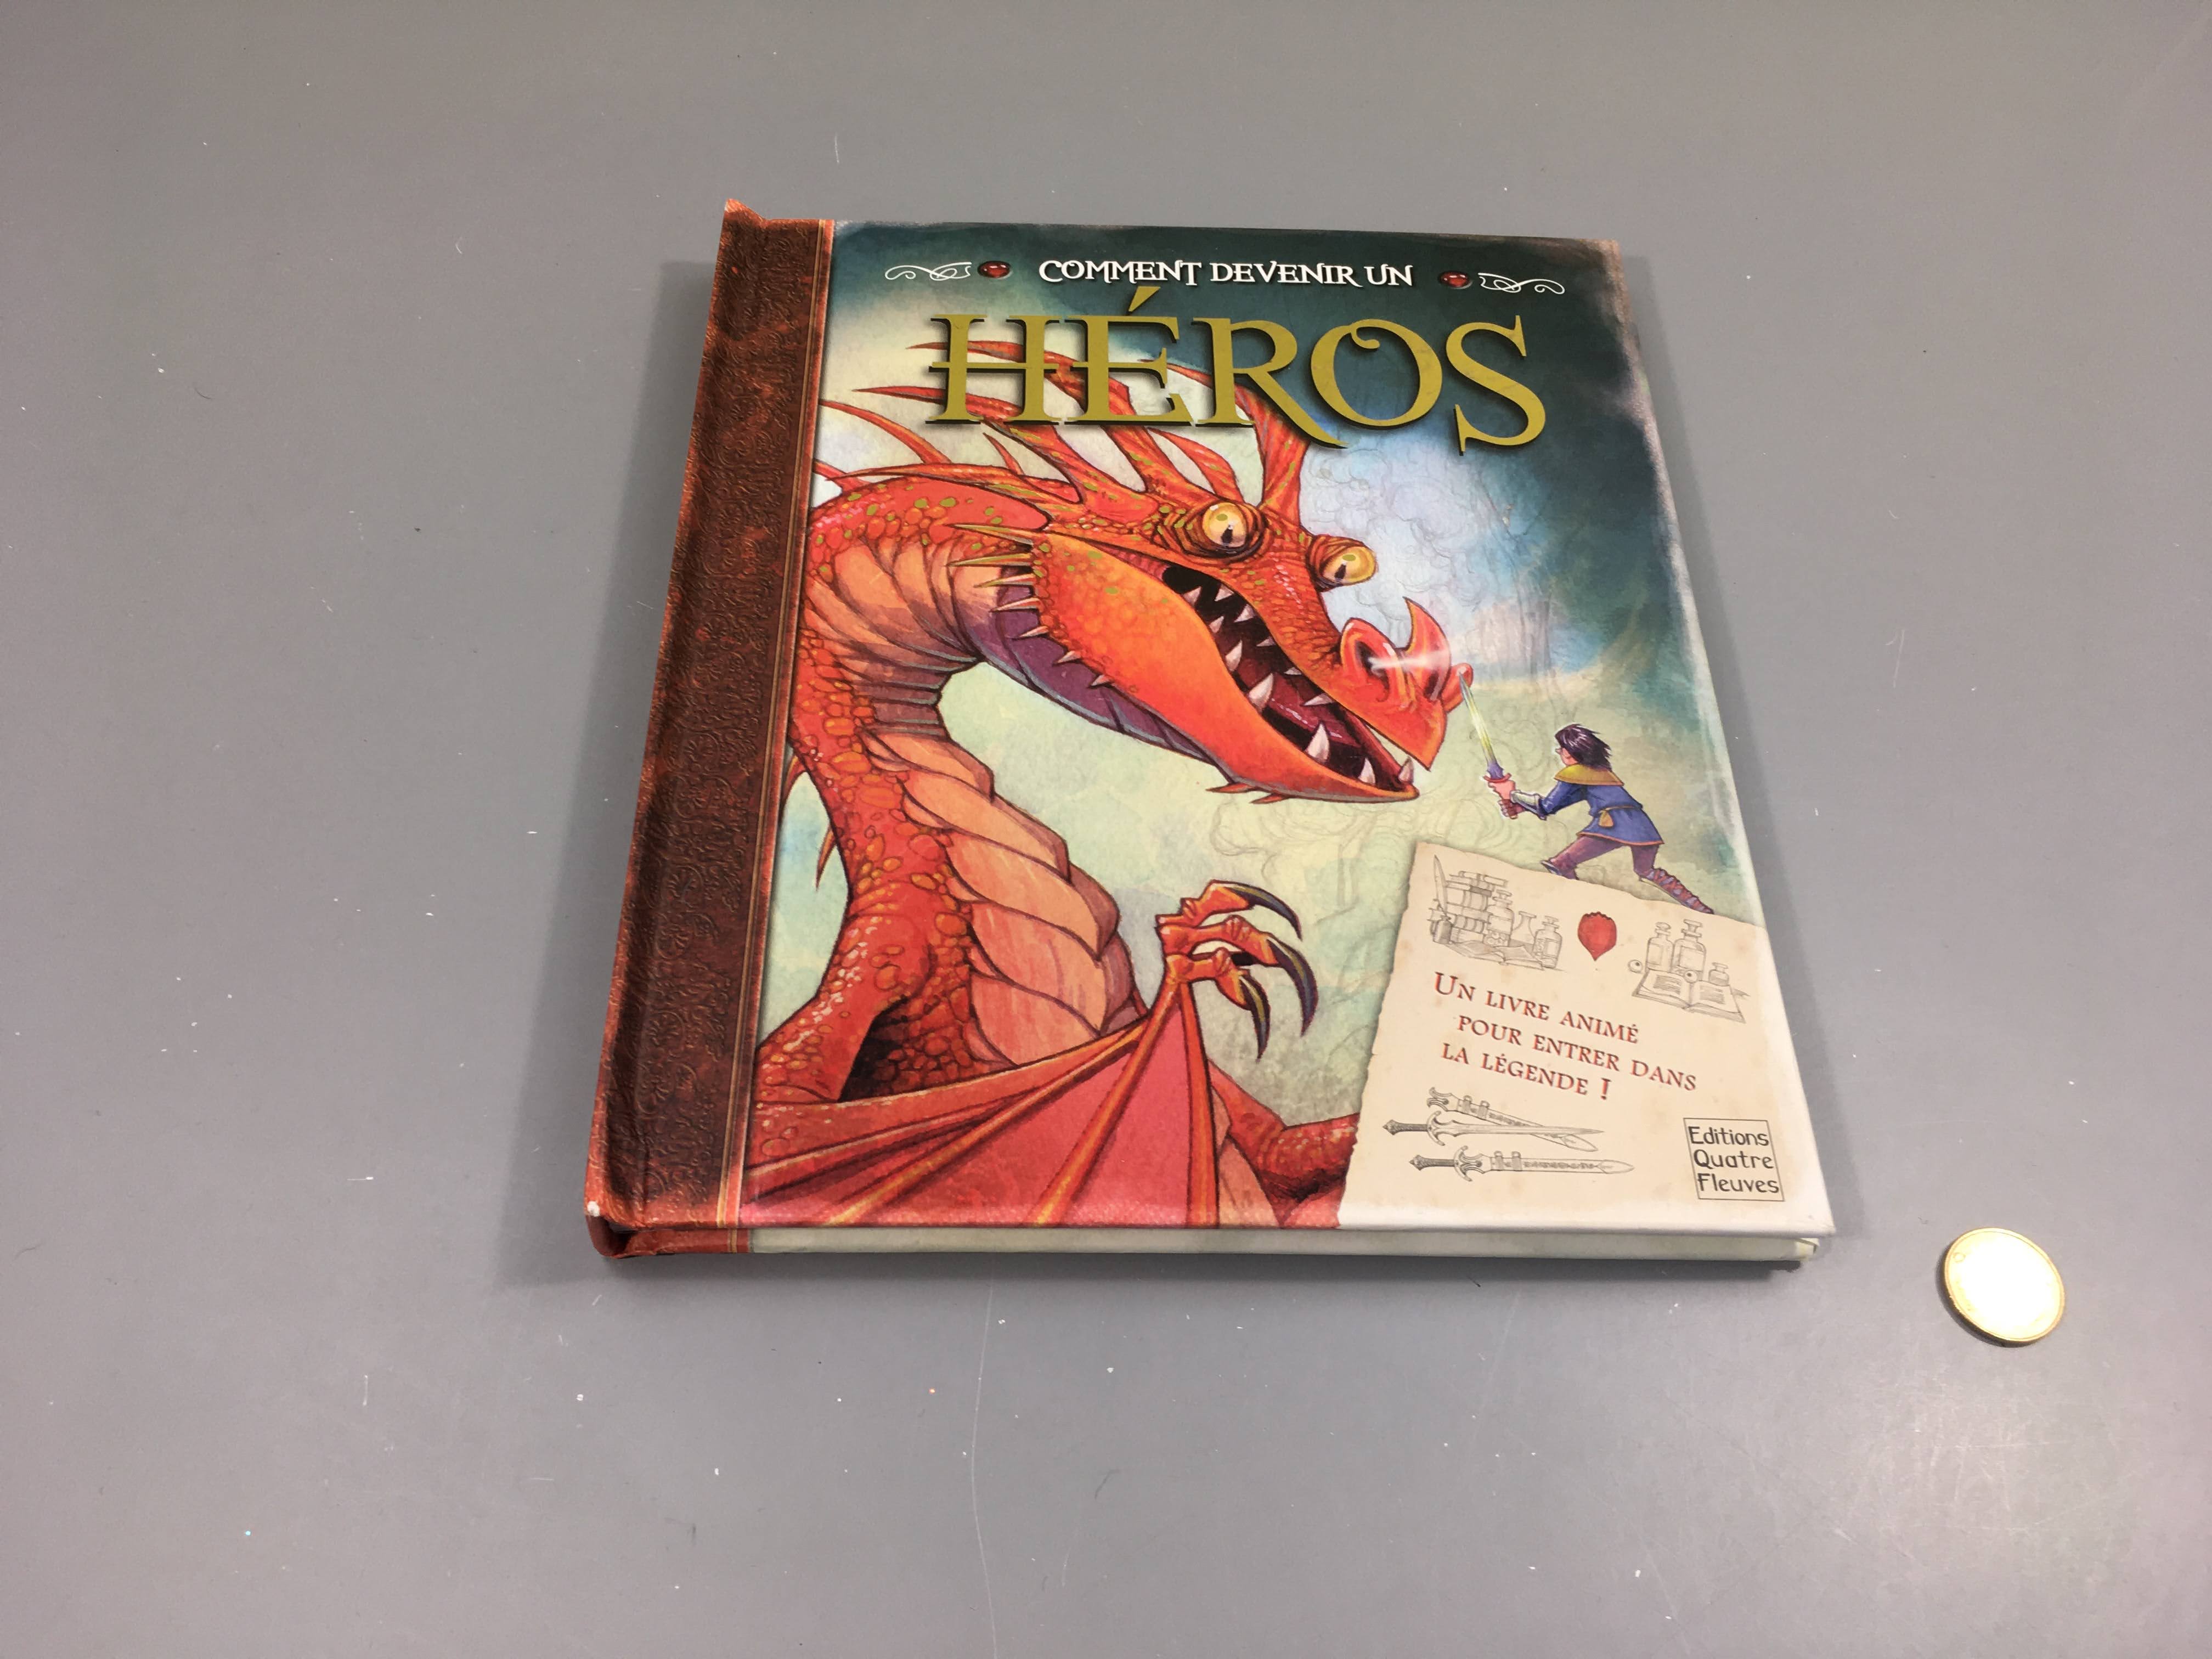 COMMENT DEVENIR UN
HÉROS
UN LIVRE ANIMÉ
POUR ENTRER DANS
LA LÉGENDE !
Editions
Quatre
Fleuves